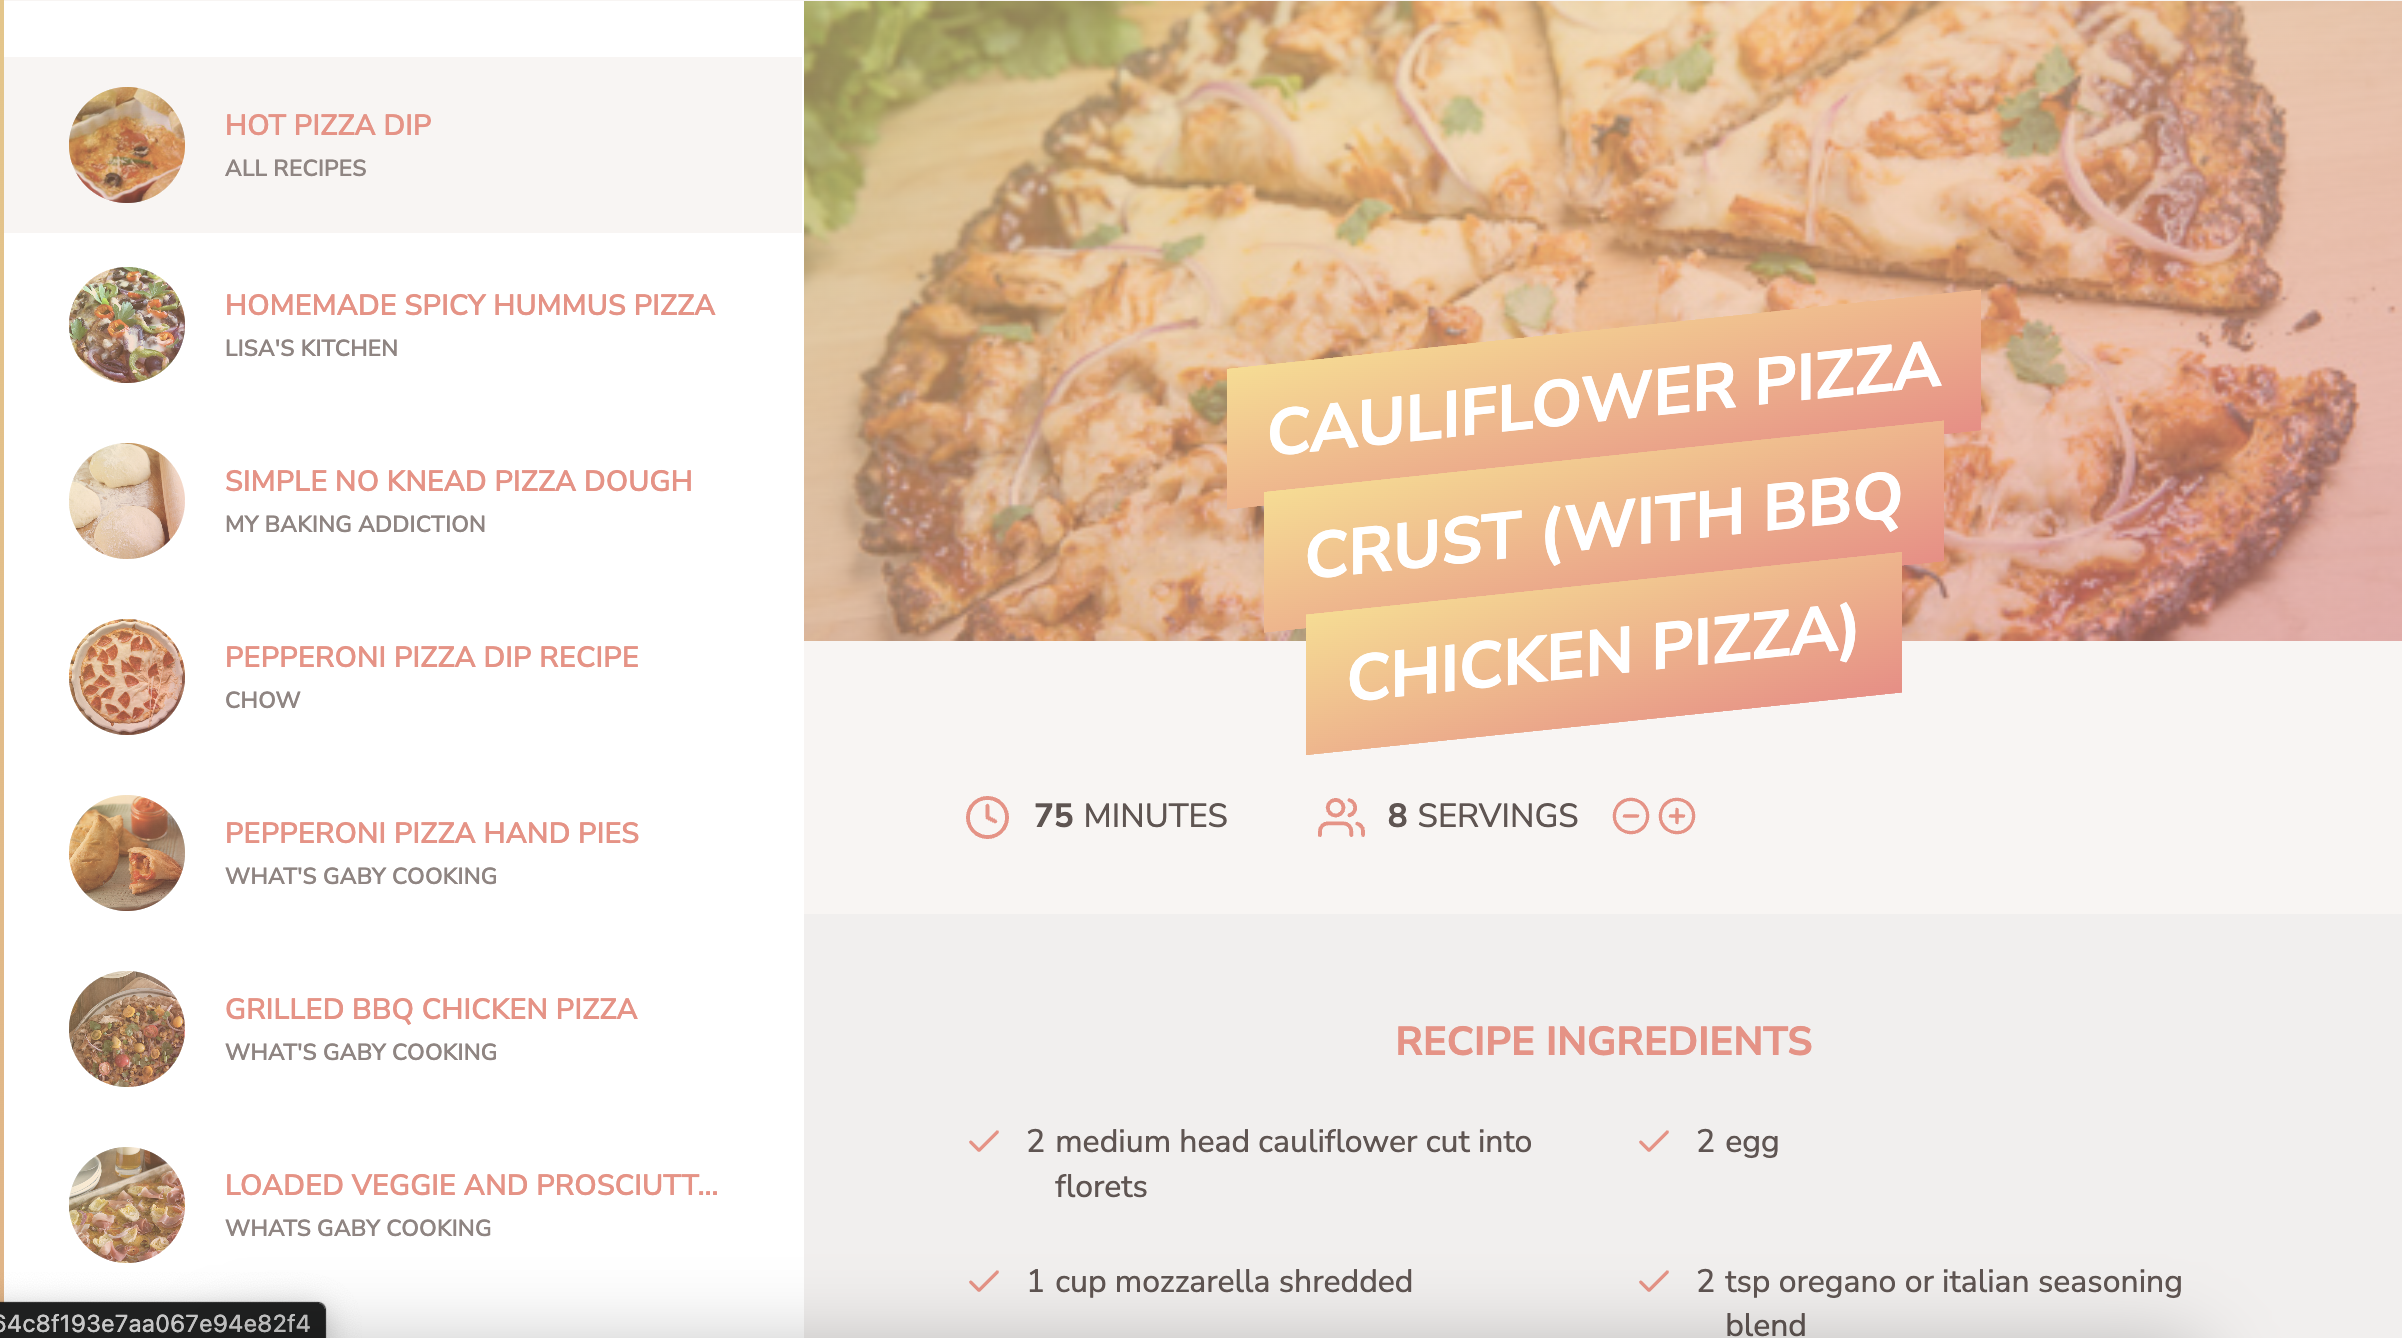 HOT PIZZA DIP
ALL RECIPES
HOMEMADE SPICY HUMMUS PIZZA
LISA'S KITCHEN
SIMPLE NO KNEAD PIZZA DOUGH
MY BAKING ADDICTION
PEPPERONI PIZZA DIP RECIPE
CHOW
PEPPERONI PIZZA HAND PIES
WHAT'S GABY COOKING
GRILLED BBQ CHICKEN PIZZA
WHAT'S GABY COOKING
LOADED VEGGIE AND PROSCIUTT...
WHATS GABY COOKING
64c8f193e7aa067e94e82f4
CAULIFLOWER PIZZA
CRUST (WITH BBQ
CHICKEN PIZZA)
75 MINUTES
8 SERVINGS
RECIPE INGREDIENTS
2 medium head cauliflower cut into
florets
2 egg
1 cup mozzarella shredded
2 tsp oregano or italian seasoning
blend